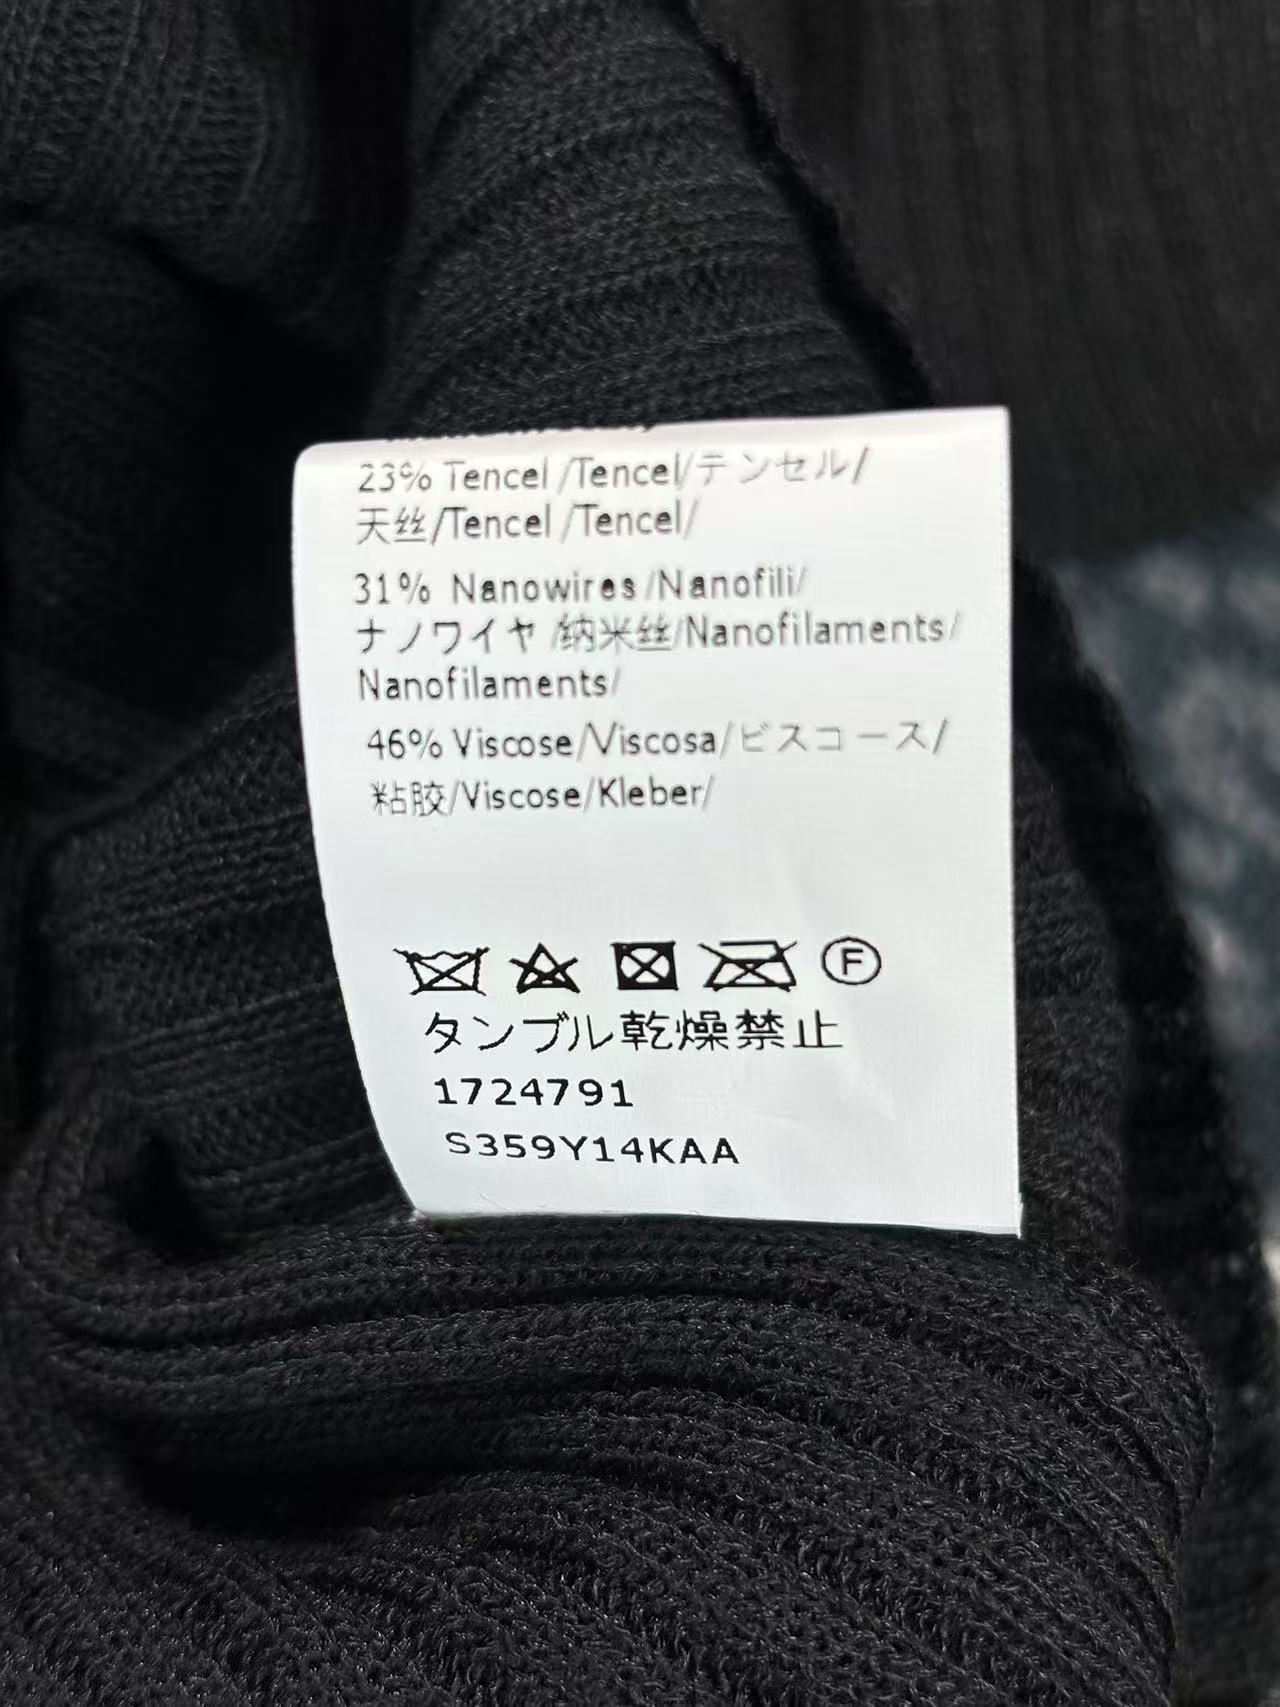 23% Tencel /Tencel/テンセル/
天丝/Tencel /Tencel/
31% Nanowires /Nanofili/
ナノワイヤ /纳米丝/Nanofilaments/
Nanofilaments/
46% Viscose/Viscosa/ビスコース/
粘胶/Viscose/Kleber/
F
タンブル乾燥禁止
1724791
S359Y14KAA